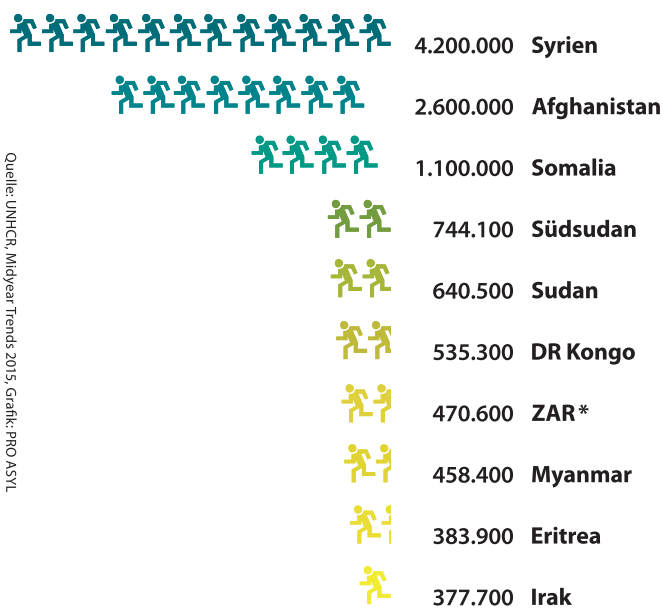 4.200.000 Syrien
2.600.000 Afghanistan
1.100.000 Somalia
744.100 Südsudan
640.500 Sudan
535.300 DR Kongo
470.600 ZAR*
458.400 Myanmar
383.900 Eritrea
377.700 Irak
Quelle: UNHCR, Midyear Trends 2015, Grafik: PRO ASYL